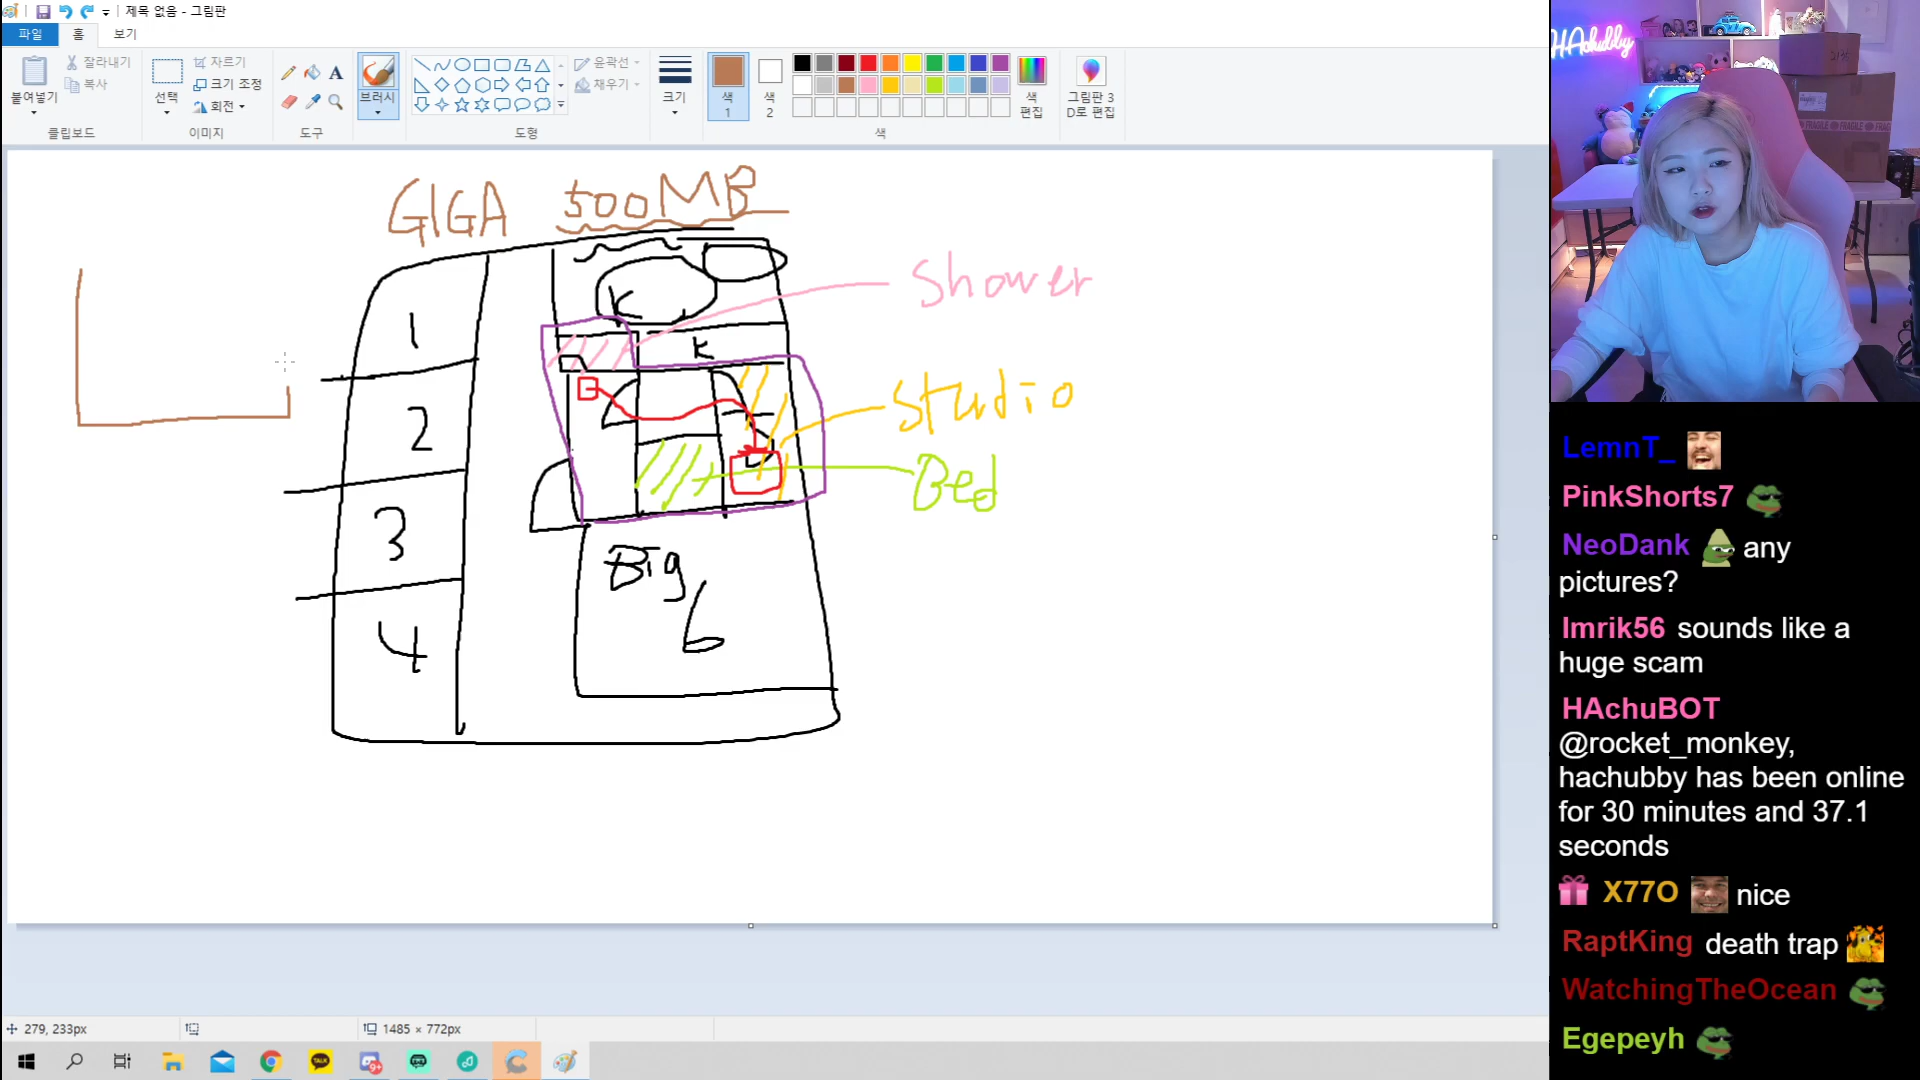 제목 없음 - 그림판
파일 홈 보기
붙여넣기
잘라내기
복사
클립보드
선택
자르기
크기 조정
회전
이미지
A
도구
브러시
윤곽선
채우기
도형
크기
색
1
색
2
색
편집
색
그림판 3
D로 편집
GIGA 500MB
1
2
3
4
K
K
Shower
Studio
Bed
Big
6
HAchubby
FRAGILE FRAGILE
LemnT_
PinkShorts7
NeoDank any
pictures?
Imrik56 sounds like a
huge scam
HAchuBOT
@rocket_monkey,
hachubby has been online
for 30 minutes and 37.1
seconds
X77O nice
RaptKing death trap
WatchingTheOcean
Egepeyh
279, 233px
1485 × 772px
TALK
9+